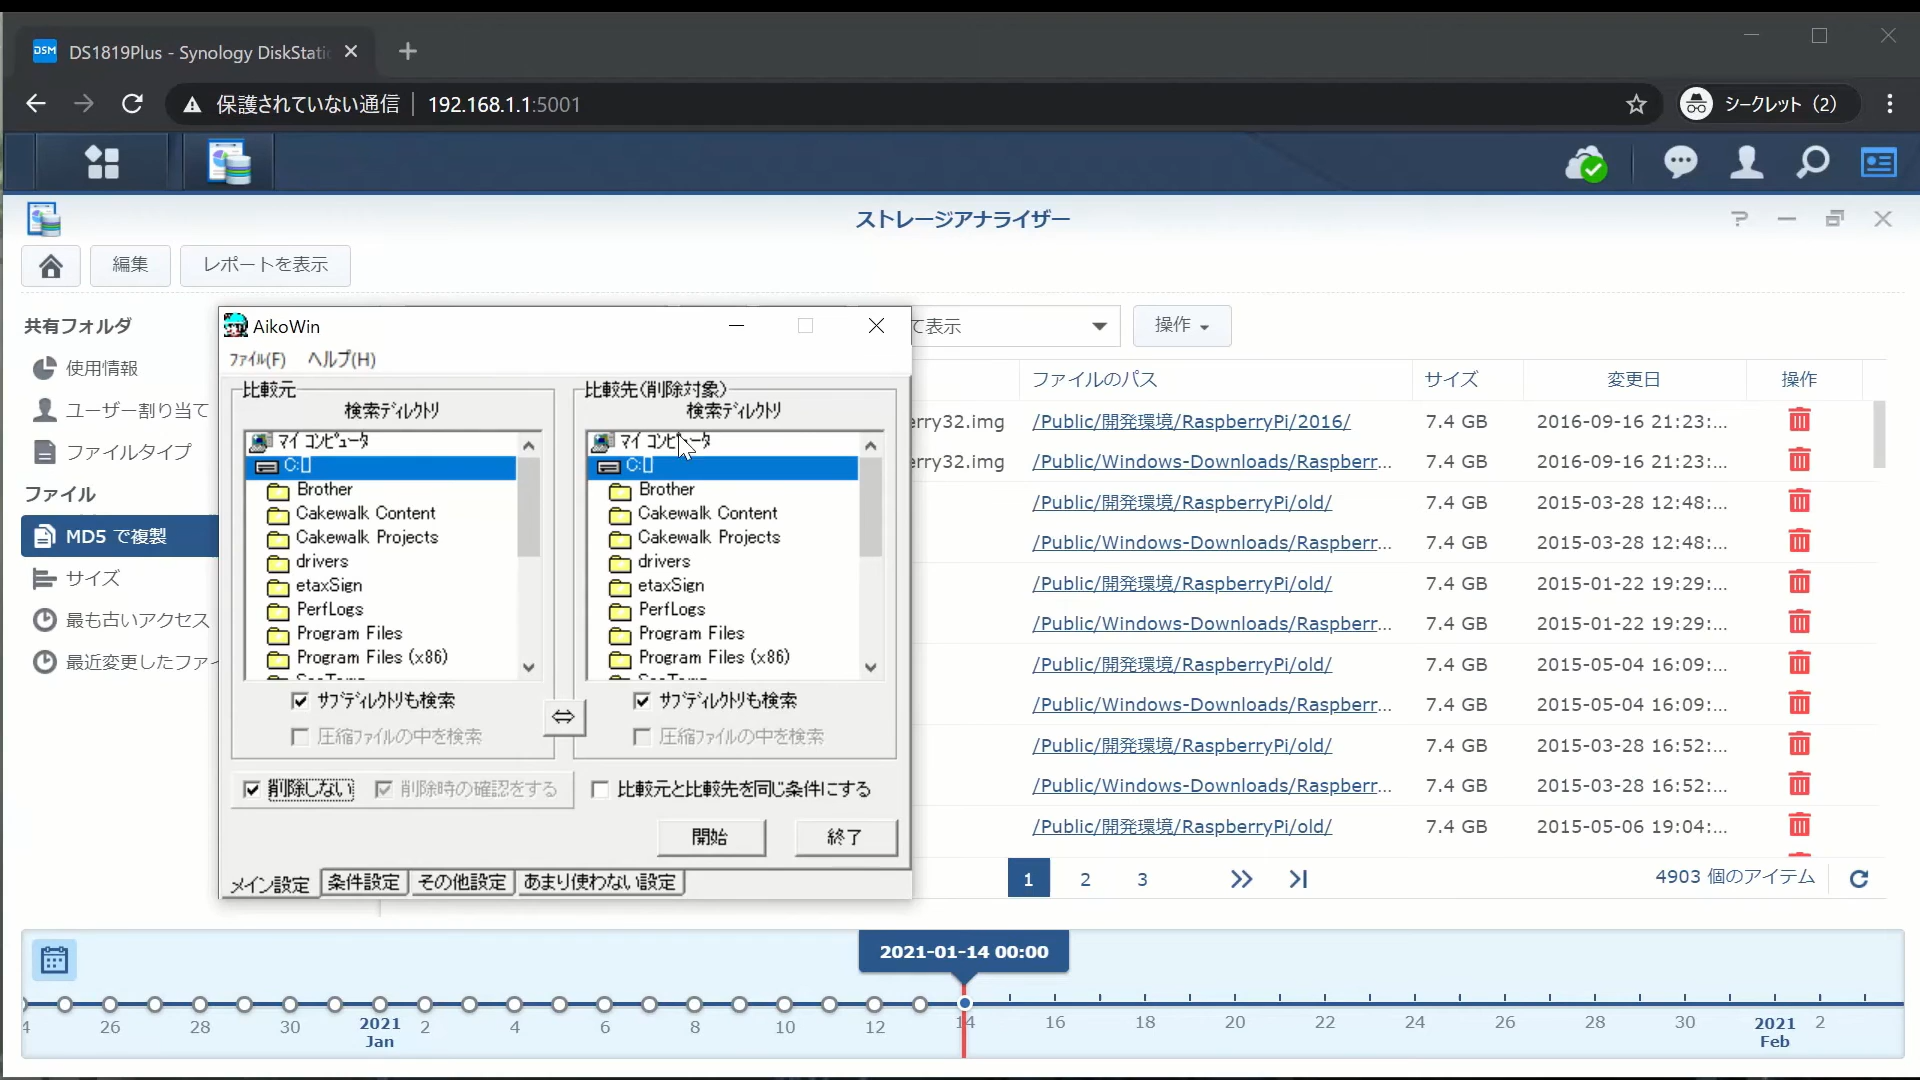 DSM DS1819Plus - Synology DiskStati
保護されていない通信 192.168.1.1:5001 シークレット（2）
ストレージアナライザー
編集 レポートを表示
共有フォルダ
使用情報
ユーザー割り当て
ファイルタイプ
ファイル
MD5 で複製
サイズ
最も古いアクセス
最近変更したファイ
AikoWin
ﾌｧｲﾙ(F) ヘルプ(H)
比較元
検索ディレクトリ
マイ コンピュータ
C:[]
Brother
Cakewalk Content
Cakewalk Projects
drivers
etaxSign
PerfLogs
Program Files
Program Files (x86)
サブディレクトリも検索
圧縮ファイルの中を検索
比較先(削除対象)
検索ディレクトリ
マイ コンピュータ
C:[]
Brother
Cakewalk Content
Cakewalk Projects
drivers
etaxSign
PerfLogs
Program Files
Program Files (x86)
サブディレクトリも検索
圧縮ファイルの中を検索
削除しない 削除時の確認をする 比較元と比較先を同じ条件にする
開始 終了
メイン設定 条件設定 その他設定 あまり使わない設定
て表示 操作
ファイルのパス サイズ 変更日 操作
erry32.img /Public/開発環境/RaspberryPi/2016/ 7.4 GB 2016-09-16 21:23:...
erry32.img /Public/Windows-Downloads/Raspberr... 7.4 GB 2016-09-16 21:23:...
/Public/開発環境/RaspberryPi/old/ 7.4 GB 2015-03-28 12:48:...
/Public/Windows-Downloads/Raspberr... 7.4 GB 2015-03-28 12:48:...
/Public/開発環境/RaspberryPi/old/ 7.4 GB 2015-01-22 19:29:...
/Public/Windows-Downloads/Raspberr... 7.4 GB 2015-01-22 19:29:...
/Public/開発環境/RaspberryPi/old/ 7.4 GB 2015-05-04 16:09:...
/Public/Windows-Downloads/Raspberr... 7.4 GB 2015-05-04 16:09:...
/Public/開発環境/RaspberryPi/old/ 7.4 GB 2015-03-28 16:52:...
/Public/Windows-Downloads/Raspberr... 7.4 GB 2015-03-28 16:52:...
/Public/開発環境/RaspberryPi/old/ 7.4 GB 2015-05-06 19:04:...
1 2 3 4903 個のアイテム
2021-01-14 00:00
4 26 28 30 2021 Jan 2 4 6 8 10 12 14 16 18 20 22 24 26 28 30 2021 Feb 2